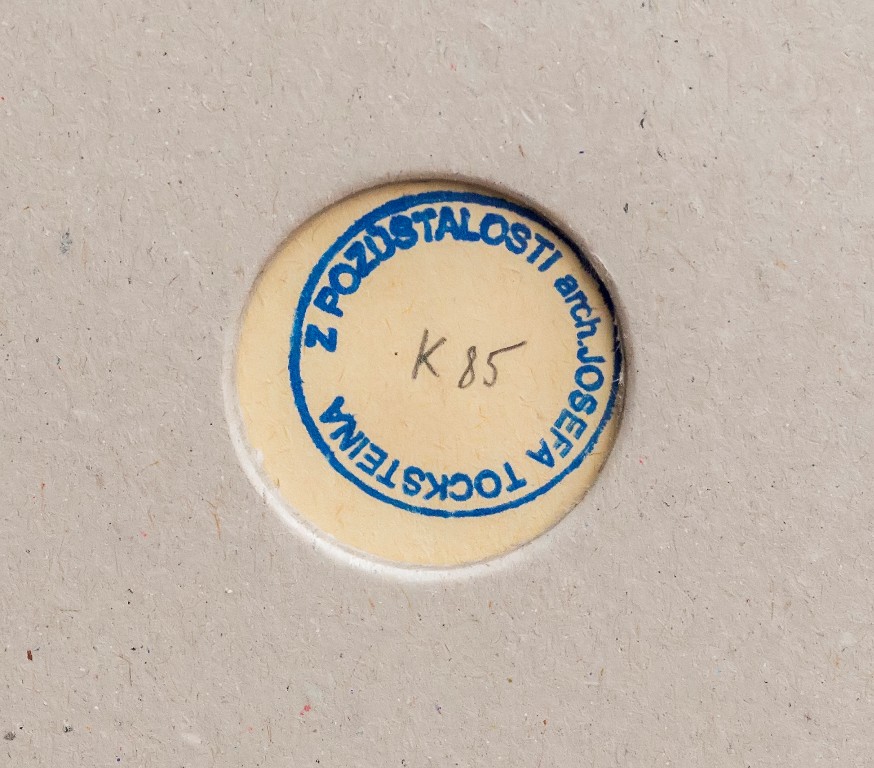 Z POZŮSTALOSTI arch. JOSEFA TOCKSTEINA
K 85